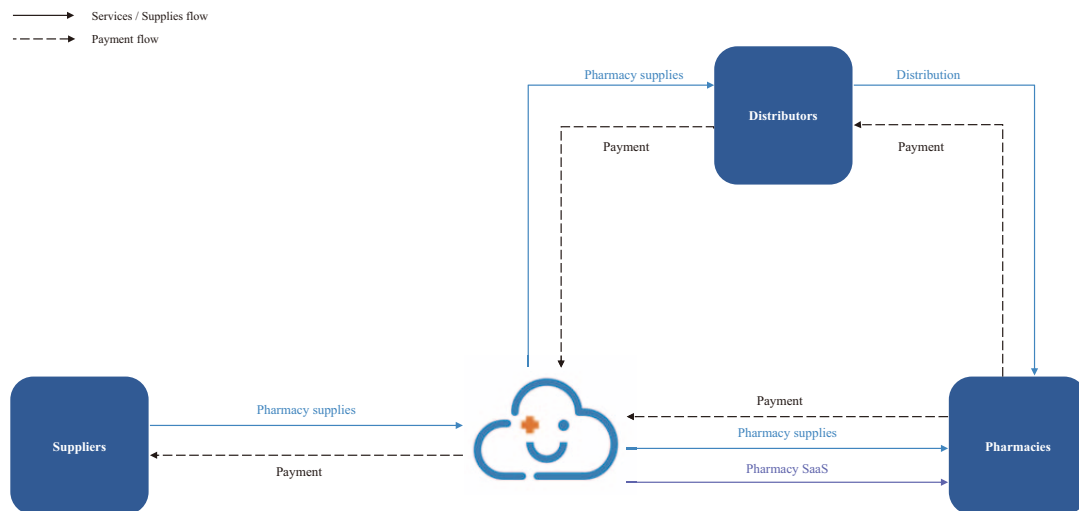 Services / Supplies flow
Payment flow
Pharmacy supplies
Distribution
Distributors
Payment
Payment
Pharmacy supplies
Payment
Suppliers
Payment
Pharmacy supplies
Pharmacy SaaS
Pharmacies